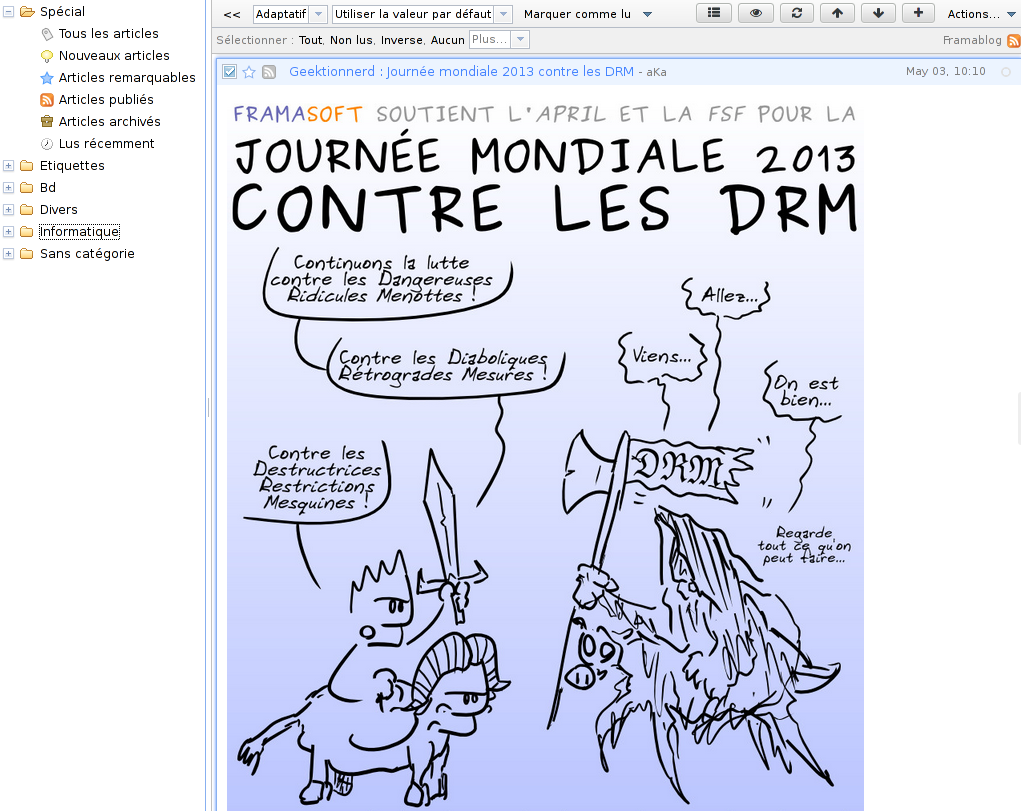 Spécial
Tous les articles
Nouveaux articles
Articles remarquables
Articles publiés
Articles archivés
Lus récemment
Etiquettes
Bd
Divers
Informatique
Sans catégorie
<< Adaptatif Utiliser la valeur par défaut Marquer comme lu Actions...
Sélectionner : Tout, Non lus, Inverse, Aucun Plus... Framablog
Geektionnerd : Journée mondiale 2013 contre les DRM - aKa May 03, 10:10
FRAMASOFT SOUTIENT L'APRIL ET LA FSF POUR LA
JOURNÉE MONDIALE 2013
CONTRE LES DRM
Continuons la lutte
contre les Dangereuses
Ridicules Menottes !
Contre les Diaboliques
Rétrogrades Mesures !
Contre les
Destructrices
Restrictions
Mesquines !
Allez...
Viens...
On est
bien...
DRM
Regarde
tout ce qu'on
peut faire...